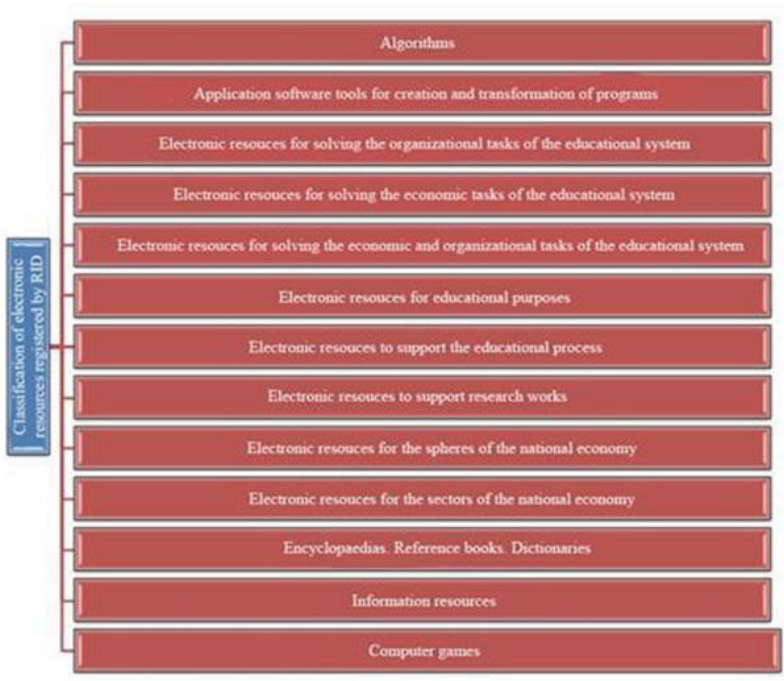 Classification of electronic
resources registered by RID
Algorithms
Application software tools for creation and transformation of programs
Electronic resouces for solving the organizational tasks of the educational system
Electronic resouces for solving the economic tasks of the educational system
Electronic resouces for solving the economic and organizational tasks of the educational system
Electronic resouces for educational purposes
Electronic resouces to support the educational process
Electronic resouces to support research works
Electronic resouces for the spheres of the national economy
Electronic resouces for the sectors of the national economy
Encyclopaedias. Reference books. Dictionaries
Information resources
Computer games